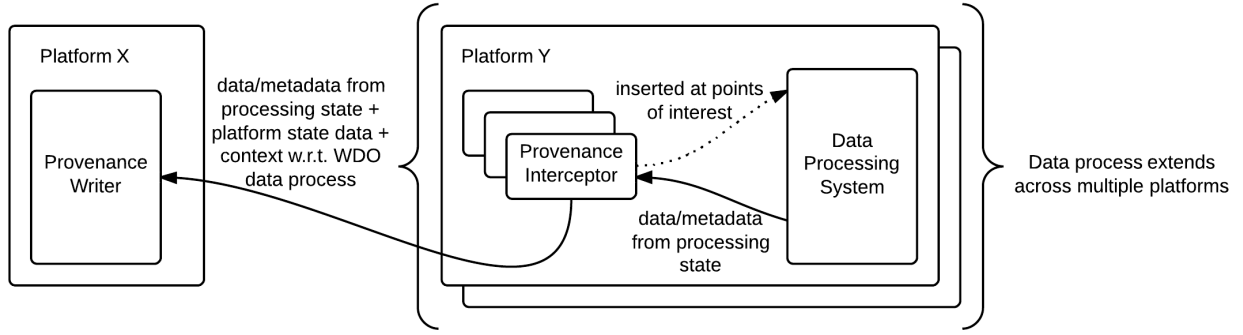 Platform X
Provenance
Writer
data/metadata from
processing state +
platform state data +
context w.r.t. WDO
data process
Platform Y
Provenance
Interceptor
inserted at points
of interest
data/metadata
from processing
state
Data
Processing
System
Data process extends
across multiple platforms